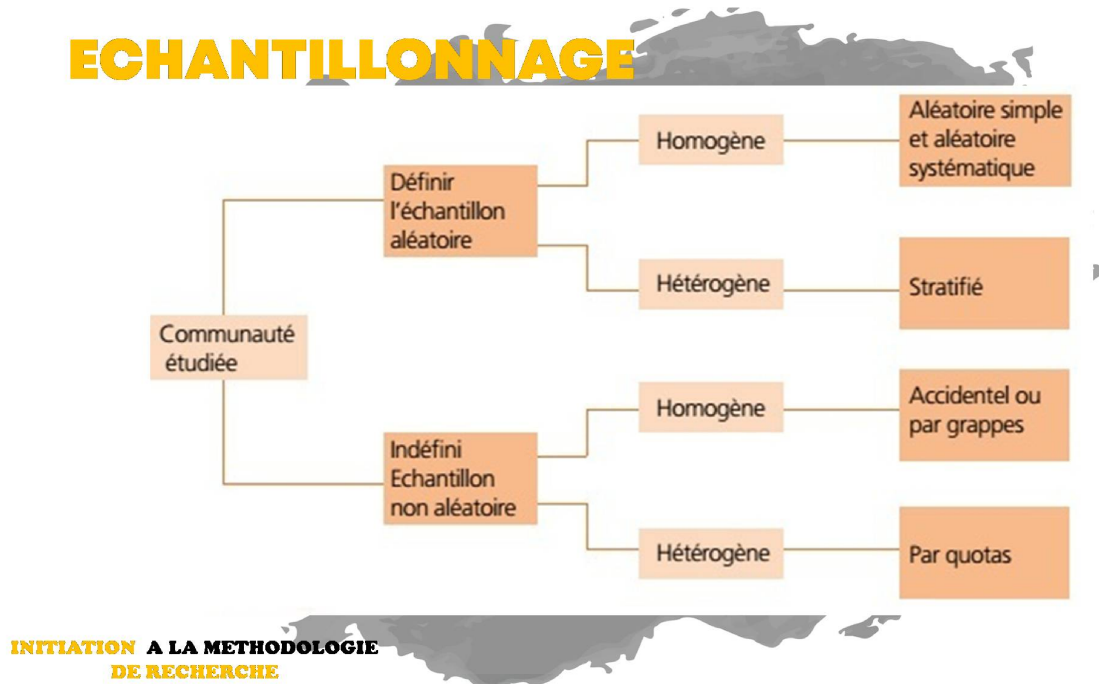 ECHANTILLONNAGE
Communauté
étudiée
Définir
l'échantillon
aléatoire
Homogène
Aléatoire simple
et aléatoire
systématique
Hétérogène
Stratifié
Indéfini
Echantillon
non aléatoire
Homogène
Accidentel ou
par grappes
Hétérogène
Par quotas
INITIATION A LA METHODOLOGIE
DE RECHERCHE